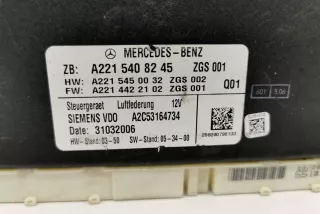 MERCEDES-BENZ
ZB: A221 540 82 45 ZGS 001
HW: A221 545 00 32 ZGS 002
FW: A221 442 21 02 ZGS 001 Q01
Steuergeraet Luftfederung 12V
SIEMENS VDO A2C53164734
Date: 31032006
HW-Stand: 03-50 SW-Stand: 05-34-00